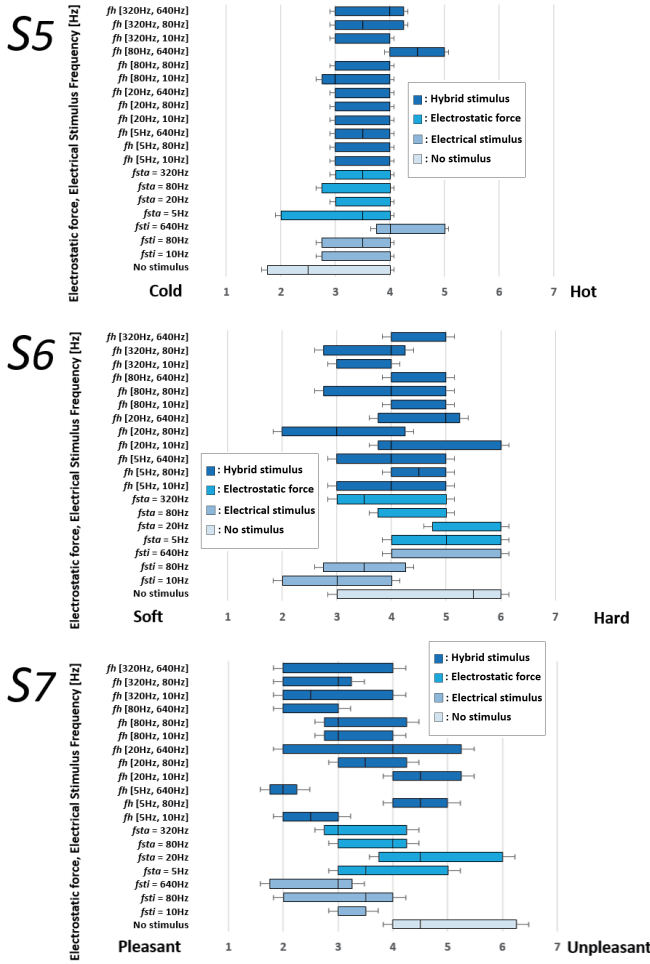 S5
Electrostatic force, Electrical Stimulus Frequency [Hz]
fh [320Hz, 640Hz]
fh [320Hz, 80Hz]
fh [320Hz, 10Hz]
fh [80Hz, 640Hz]
fh [80Hz, 80Hz]
fh [80Hz, 10Hz]
fh [20Hz, 640Hz]
fh [20Hz, 80Hz]
fh [20Hz, 10Hz]
fh [5Hz, 640Hz]
fh [5Hz, 80Hz]
fh [5Hz, 10Hz]
fsta = 320Hz
fsta = 80Hz
fsta = 20Hz
fsta = 5Hz
fsti = 640Hz
fsti = 80Hz
fsti = 10Hz
No stimulus
: Hybrid stimulus
: Electrostatic force
: Electrical stimulus
: No stimulus
Cold 1 2 3 4 5 6 7 Hot
S6
Electrostatic force, Electrical Stimulus Frequency [Hz]
fh [320Hz, 640Hz]
fh [320Hz, 80Hz]
fh [320Hz, 10Hz]
fh [80Hz, 640Hz]
fh [80Hz, 80Hz]
fh [80Hz, 10Hz]
fh [20Hz, 640Hz]
fh [20Hz, 80Hz]
fh [20Hz, 10Hz]
fh [5Hz, 640Hz]
fh [5Hz, 80Hz]
fh [5Hz, 10Hz]
fsta = 320Hz
fsta = 80Hz
fsta = 20Hz
fsta = 5Hz
fsti = 640Hz
fsti = 80Hz
fsti = 10Hz
No stimulus
: Hybrid stimulus
: Electrostatic force
: Electrical stimulus
: No stimulus
Soft 1 2 3 4 5 6 7 Hard
S7
Electrostatic force, Electrical Stimulus Frequency [Hz]
: Hybrid stimulus
: Electrostatic force
: Electrical stimulus
: No stimulus
fh [320Hz, 640Hz]
fh [320Hz, 80Hz]
fh [320Hz, 10Hz]
fh [80Hz, 640Hz]
fh [80Hz, 80Hz]
fh [80Hz, 10Hz]
fh [20Hz, 640Hz]
fh [20Hz, 80Hz]
fh [20Hz, 10Hz]
fh [5Hz, 640Hz]
fh [5Hz, 80Hz]
fh [5Hz, 10Hz]
fsta = 320Hz
fsta = 80Hz
fsta = 20Hz
fsta = 5Hz
fsti = 640Hz
fsti = 80Hz
fsti = 10Hz
No stimulus
Pleasant 1 2 3 4 5 6 7 Unpleasant